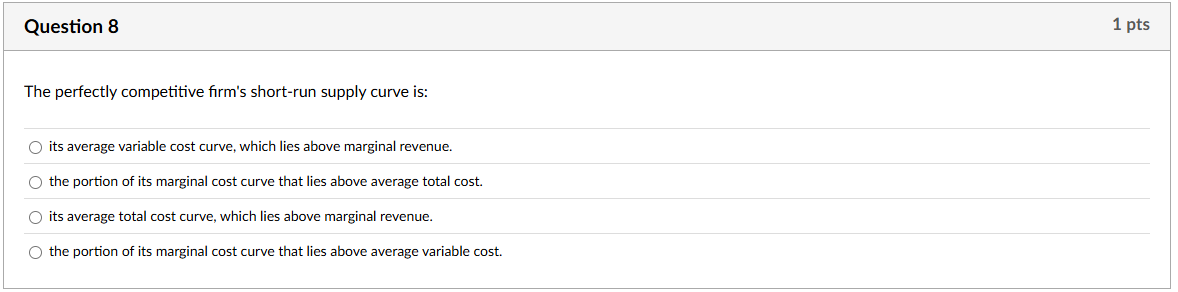 Question 8
1 pts
The perfectly competitive firm's short-run supply curve is:
its average variable cost curve, which lies above marginal revenue.
the portion of its marginal cost curve that lies above average total cost.
its average total cost curve, which lies above marginal revenue.
the portion of its marginal cost curve that lies above average variable cost.